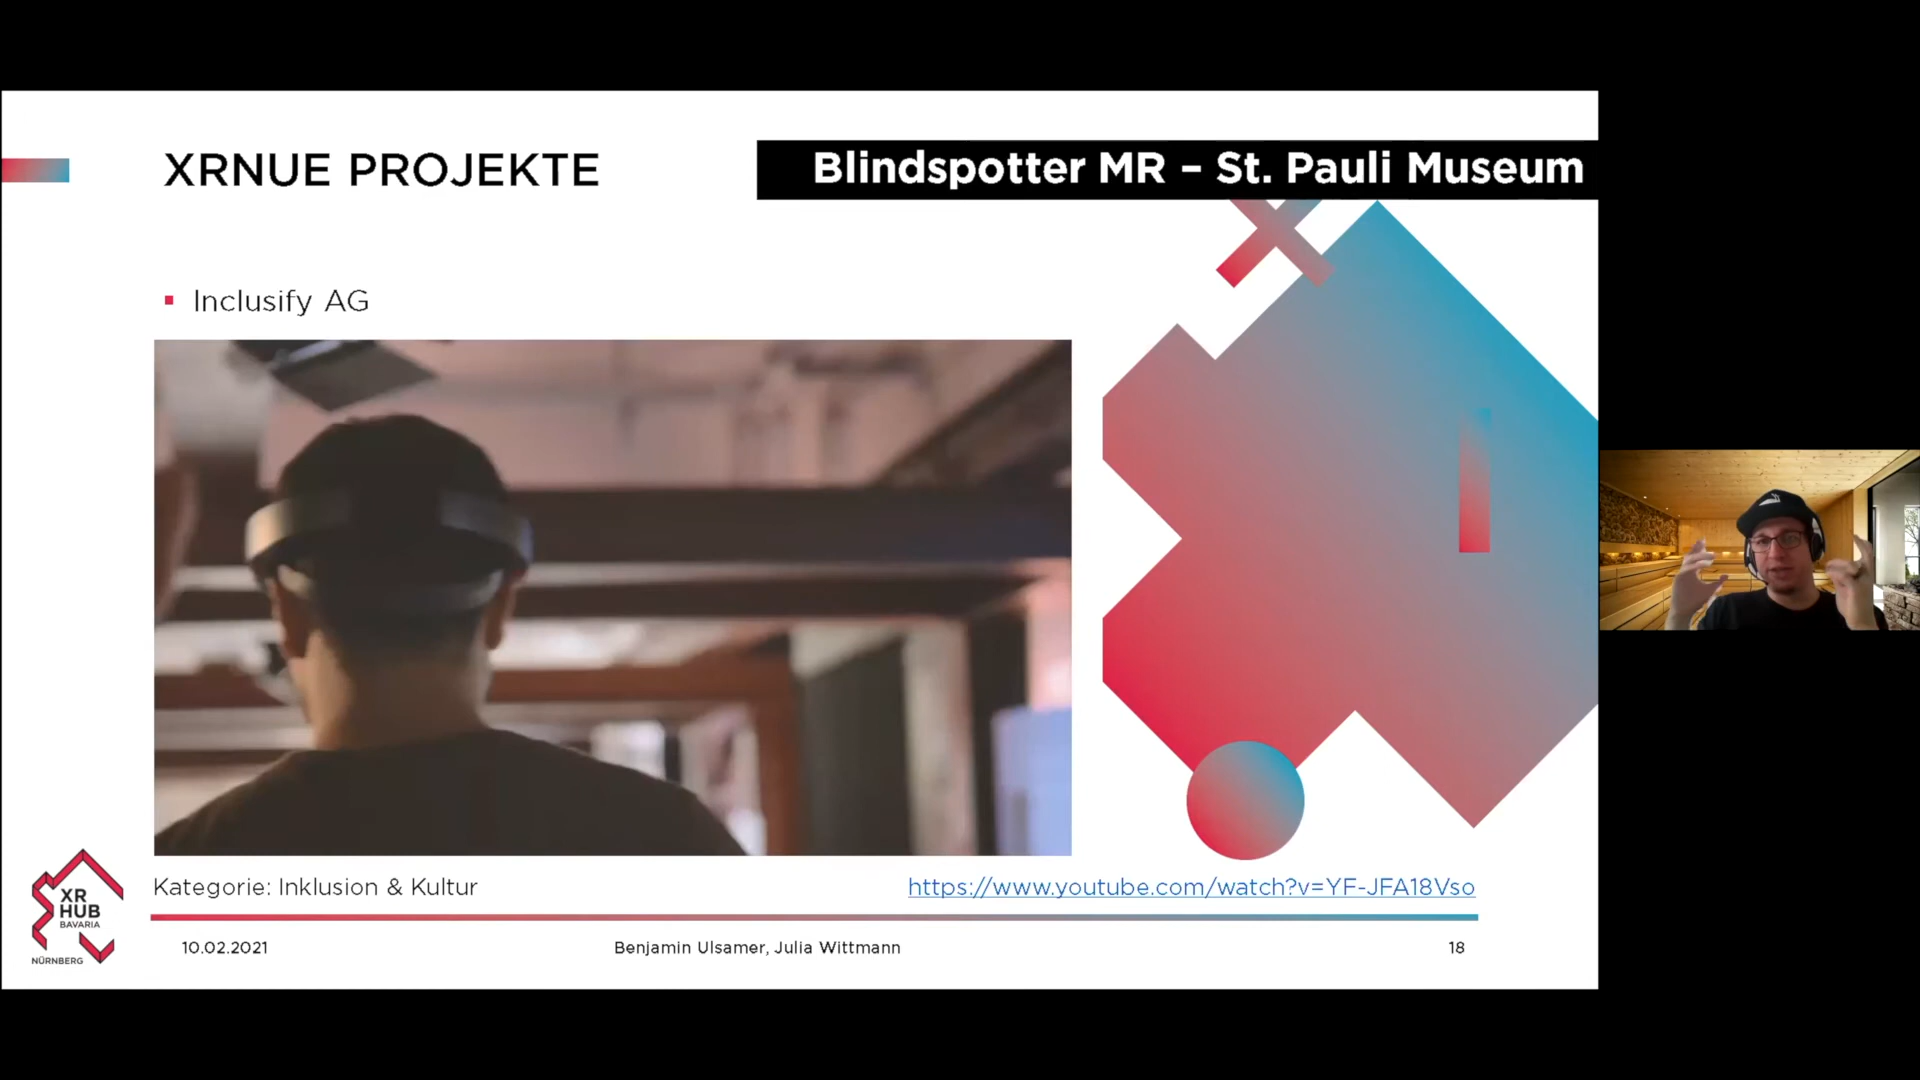 XRNUE PROJEKTE
Blindspotter MR – St. Pauli Museum
Inclusify AG
Kategorie: Inklusion & Kultur
https://www.youtube.com/watch?v=YF-JFA18Vso
XR
HUB
BAVARIA
NÜRNBERG
10.02.2021
Benjamin Ulsamer, Julia Wittmann
18